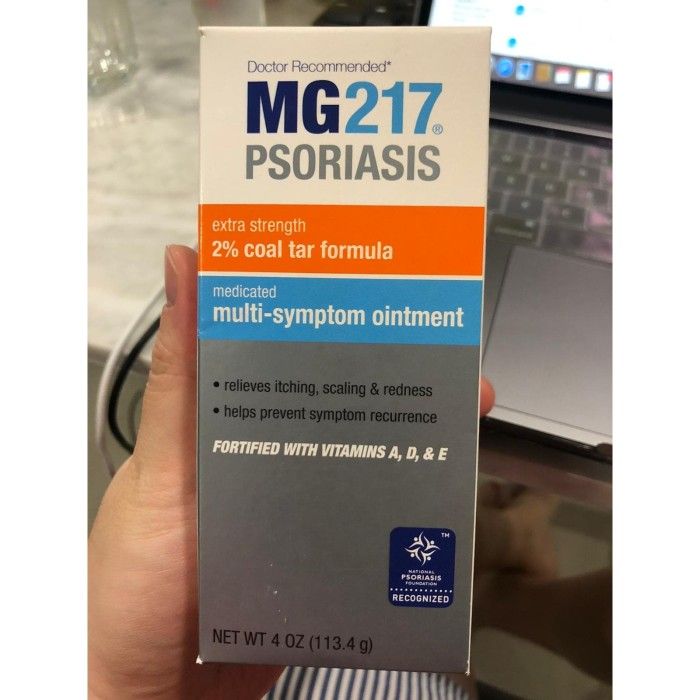 Doctor Recommended*
MG217®
PSORIASIS
extra strength
2% coal tar formula
medicated
multi-symptom ointment
• relieves itching, scaling & redness
• helps prevent symptom recurrence
FORTIFIED WITH VITAMINS A, D, & E
TM
NATIONAL
PSORIASIS
FOUNDATION
RECOGNIZED
NET WT 4 OZ (113.4 g)